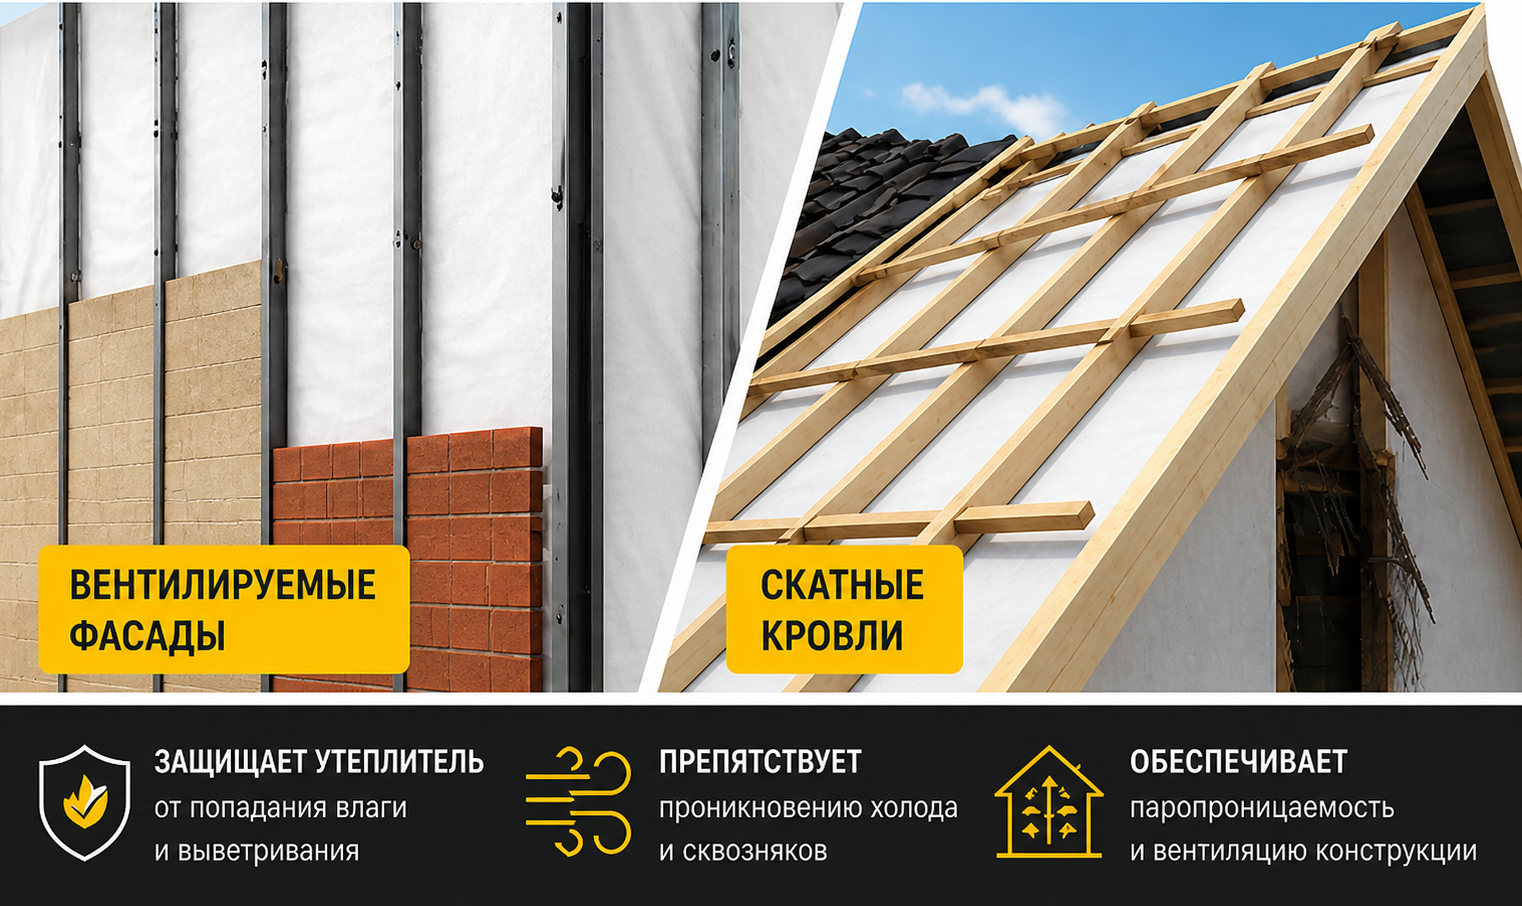 ВЕНТИЛИРУЕМЫЕ
ФАСАДЫ
СКАТНЫЕ
КРОВЛИ
ЗАЩИЩАЕТ УТЕПЛИТЕЛЬ
от попадания влаги
и выветривания
ПРЕПЯТСТВУЕТ
проникновению холода
и сквозняков
ОБЕСПЕЧИВАЕТ
паропроницаемость
и вентиляцию конструкции